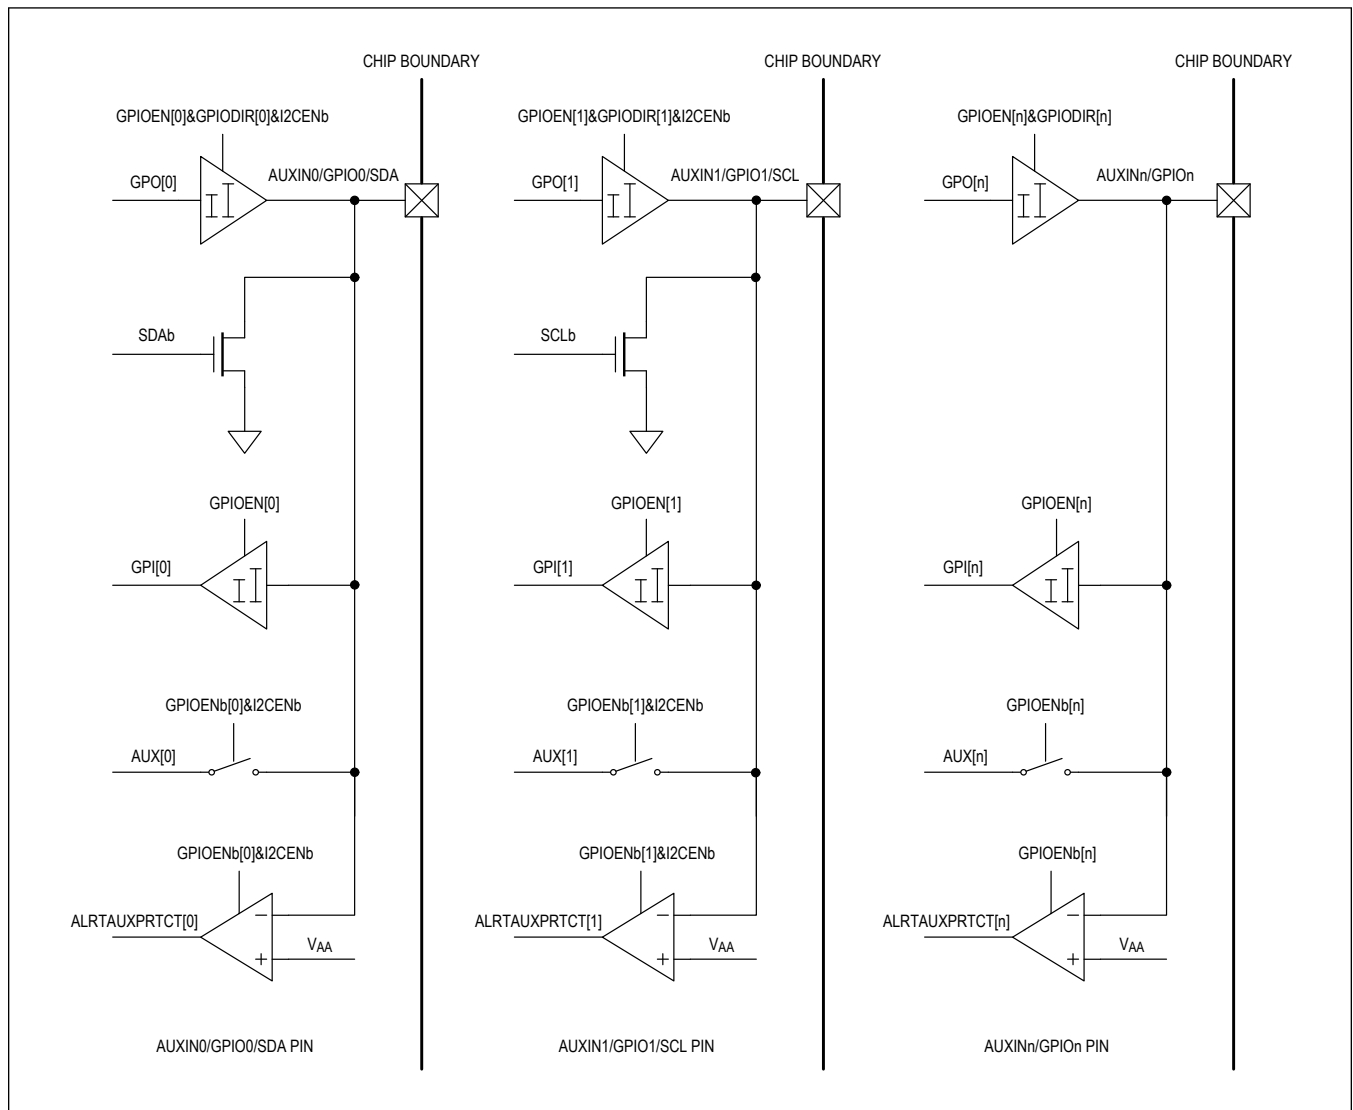 CHIP BOUNDARY
GPIOEN[0]&GPIODIR[0]&I2CENb
GPO[0]
AUXIN0/GPIO0/SDA
SDAb
GPIOEN[0]
GPI[0]
GPIOENb[0]&I2CENb
AUX[0]
GPIOENb[0]&I2CENb
ALRTAUXPRTCT[0]
−
+
VAA
AUXIN0/GPIO0/SDA PIN
CHIP BOUNDARY
GPIOEN[1]&GPIODIR[1]&I2CENb
GPO[1]
AUXIN1/GPIO1/SCL
SCLb
GPIOEN[1]
GPI[1]
GPIOENb[1]&I2CENb
AUX[1]
GPIOENb[1]&I2CENb
ALRTAUXPRTCT[1]
−
+
VAA
AUXIN1/GPIO1/SCL PIN
CHIP BOUNDARY
GPIOEN[n]&GPIODIR[n]
GPO[n]
AUXINn/GPIOn
GPIOEN[n]
GPI[n]
GPIOENb[n]
AUX[n]
GPIOENb[n]
ALRTAUXPRTCT[n]
−
+
VAA
AUXINn/GPIOn PIN